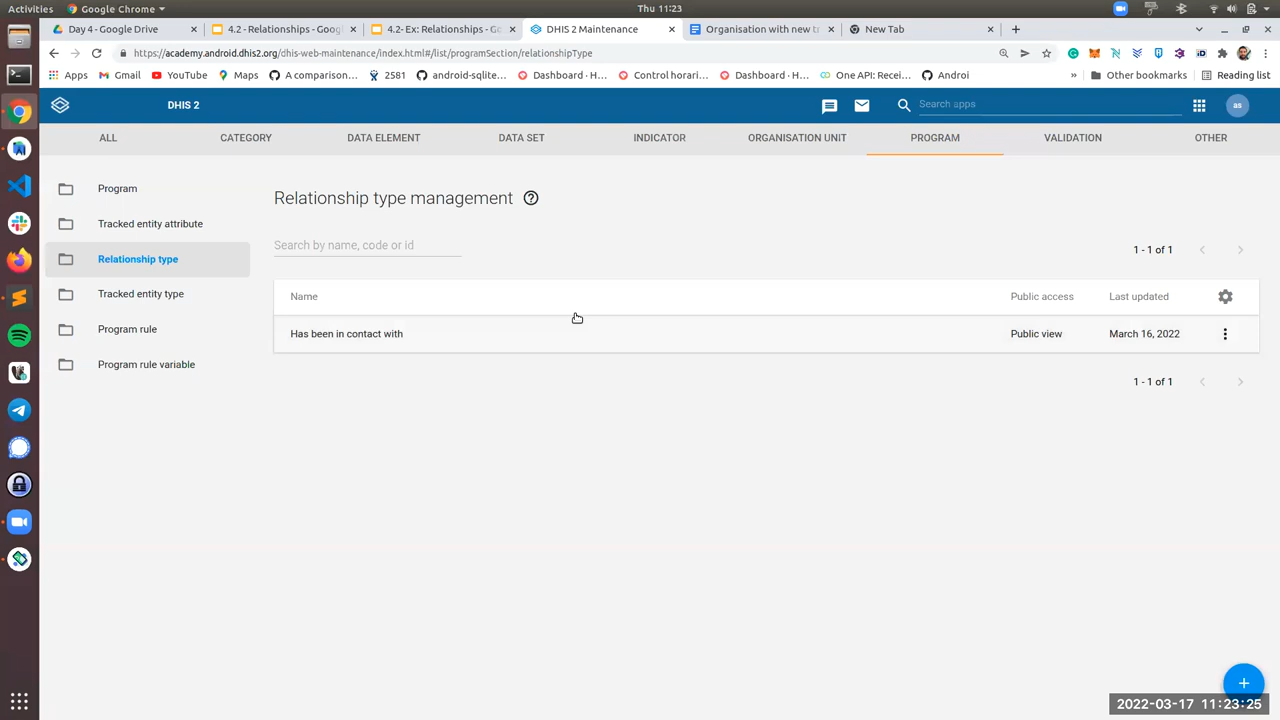 Activities
Google Chrome
Thu 11:23
Day 4 - Google Drive
4.2 - Relationships - Goog
4.2- Ex: Relationships - Go
DHIS 2 Maintenance
Organisation with new tr
New Tab
https://academy.android.dhis2.org/dhis-web-maintenance/index.html#/list/programSection/relationshipType
Apps
Gmail
YouTube
Maps
A comparison...
2581
android-sqlite...
Dashboard · H...
Control horari...
Dashboard · H...
One API: Recei...
Androi
»
Other bookmarks
Reading list
DHIS 2
Search apps
as
ALL
CATEGORY
DATA ELEMENT
DATA SET
INDICATOR
ORGANISATION UNIT
PROGRAM
VALIDATION
OTHER
Program
Tracked entity attribute
Relationship type
Tracked entity type
Program rule
Program rule variable
Relationship type management
Search by name, code or id
1 - 1 of 1
Name
Public access
Last updated
Has been in contact with
Public view
March 16, 2022
1 - 1 of 1
2022-03-17 11:23:25